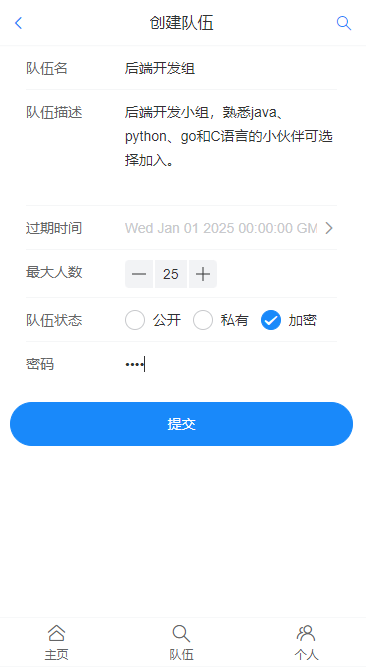 创建队伍
队伍名 后端开发组
队伍描述 后端开发小组，熟悉java、
python、go和C语言的小伙伴可选
择加入。
过期时间 Wed Jan 01 2025 00:00:00 GM
最大人数 25
队伍状态 公开 私有 加密
密码 ••••
提交
主页 队伍 个人